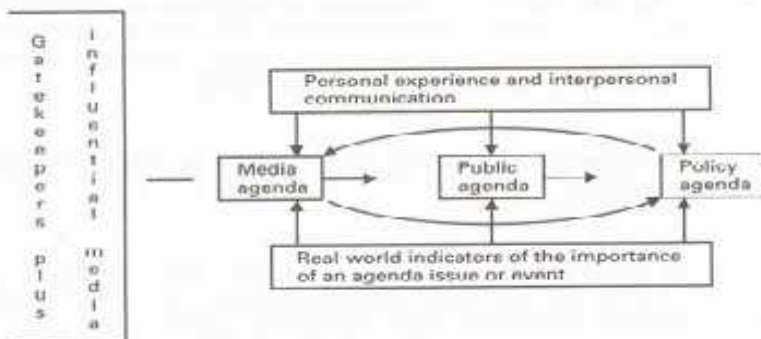 Gatekeepers plus
influential media
Personal experience and interpersonal
communication
Media
agenda
Public
agenda
Policy
agenda
Real world indicators of the importance
of an agenda issue or event